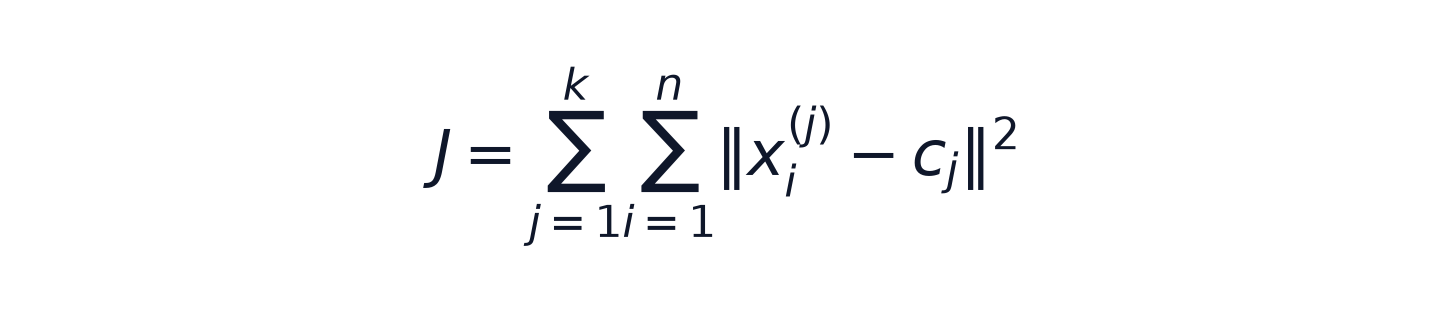 J = \sum_{j=1}^{k} \sum_{i=1}^{n} \| x_i^{(j)} - c_j \|^2